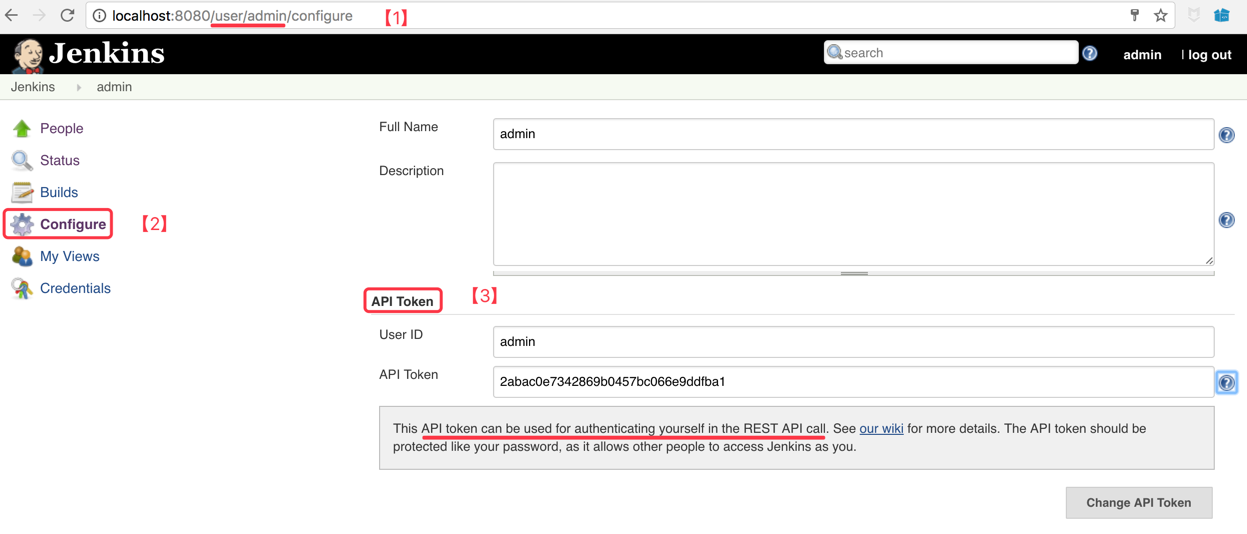 localhost:8080/user/admin/configure 【1】
Jenkins
search
admin | log out
Jenkins admin
People
Status
Builds
Configure 【2】
My Views
Credentials
Full Name admin
Description
API Token 【3】
User ID admin
API Token 2abac0e7342869b0457bc066e9ddfba1
This API token can be used for authenticating yourself in the REST API call. See our wiki for more details. The API token should be
protected like your password, as it allows other people to access Jenkins as you.
Change API Token